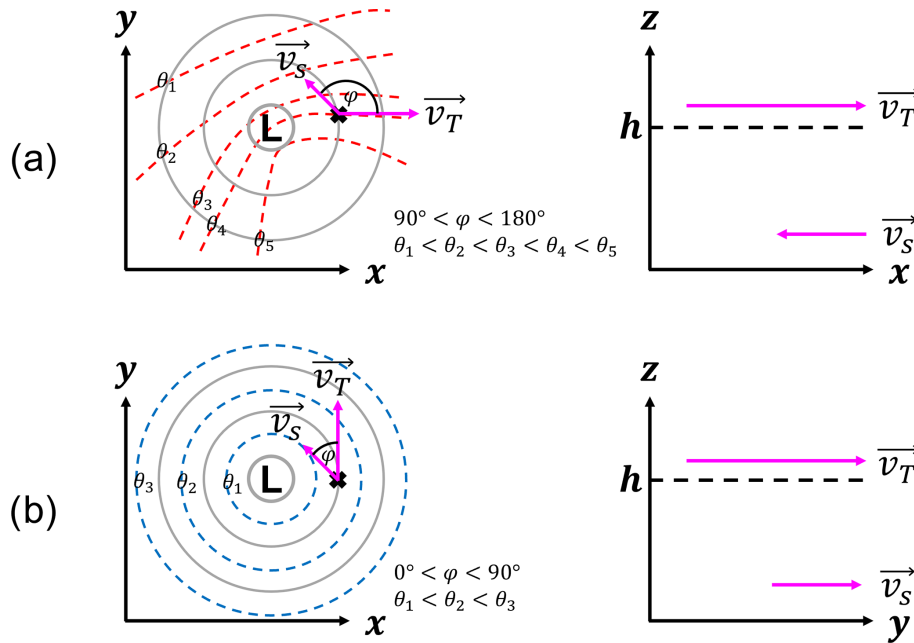 (a)
y
x
L
θ₁
θ₂
θ₃
θ₄
θ₅
v_S
φ
v_T
90° < φ < 180°
θ₁ < θ₂ < θ₃ < θ₄ < θ₅
z
h
v_T
v_S
x
(b)
y
x
L
θ₃ θ₂ θ₁
v_T
v_S
φ
0° < φ < 90°
θ₁ < θ₂ < θ₃
z
h
v_T
v_S
y